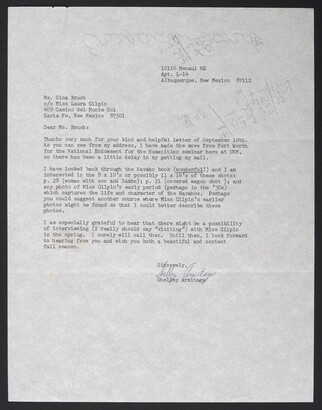 10116 Menaul NE
Apt. L-14
Albuquerque, New Mexico 87112
Ms. Sina Brush
c/o Miss Laura Gilpin
409 Camino del Monte Sol
Santa Fe, New Mexico 87501
Dear Ms. Brush:
Thanks very much for your kind and helpful letter of September 10th.
As you can see from my address, I have made the move from Fort Worth
for the National Endowment for the Humanities seminar here at UNM,
so there has been a little delay in my getting my mail.
I have looked back through the Navaho book (wonderful!) and I am
interested in the 8 x 10's or possibly 11 x 14's of these shots:
p. 28 (woman with son and lambs); p. 21 (covered wagon shot); and
any photo of Miss Gilpin's early period (perhaps in the '30s)
which captures the life and character of the Navahos. Perhaps
you could suggest another source where Miss Gilpin's earlier
photos might be found so that I could better describe these
photos.
I am especially grateful to hear that there might be a possibility
of interviewing (I really should say "visiting") with Miss Gilpin
in the spring. I surely will call then. Until then, I look forward
to hearing from you and wish you both a beautiful and content
fall season.
Sincerely,
Shelley Armitage
Shelley Armitage